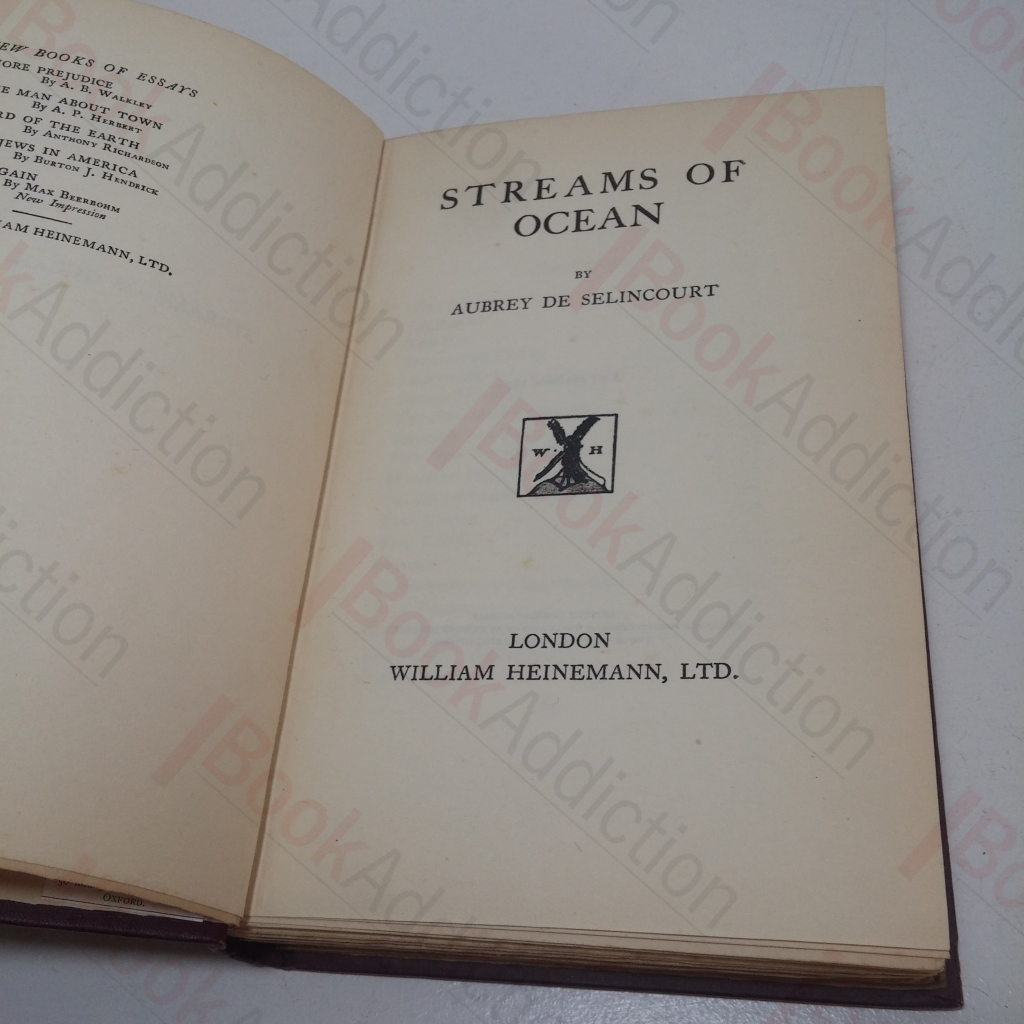 EW BOOKS OF ESSAYS
ORE PREJUDICE
By A. B. Walkley
E MAN ABOUT TOWN
By A. P. Herbert
RD OF THE EARTH
By Anthony Richardson
JEWS IN AMERICA
By Burton J. Hendrick
GAIN
By Max Beerbohm
New Impression
AM HEINEMANN, LTD.
STREAMS OF
OCEAN
BY
AUBREY DE SELINCOURT
W H
LONDON
WILLIAM HEINEMANN, LTD.
Oxford.
BookAddiction